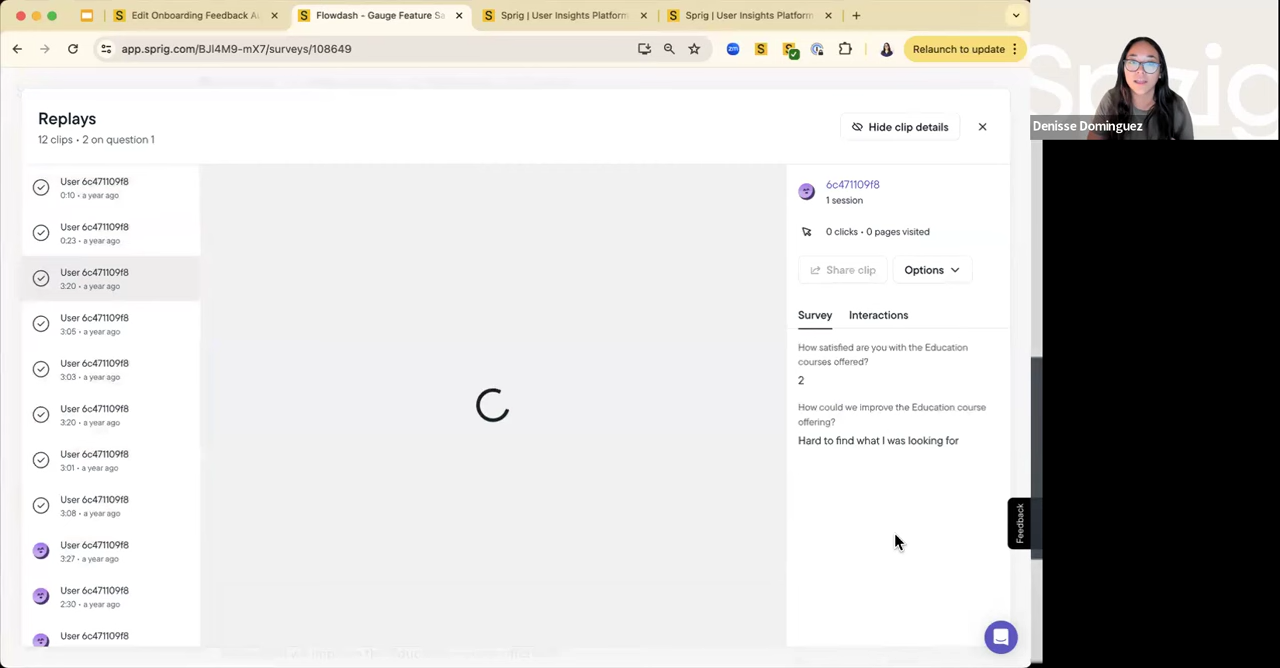 Edit Onboarding Feedback Au
Flowdash - Gauge Feature Sa
Sprig | User Insights Platform
Sprig | User Insights Platform
app.sprig.com/BJl4M9-mX7/surveys/108649
zm
S
Relaunch to update
Denisse Dominguez
Replays
12 clips • 2 on question 1
Hide clip details
User 6c471109f8
0:10 • a year ago
User 6c471109f8
0:23 • a year ago
User 6c471109f8
3:20 • a year ago
User 6c471109f8
3:05 • a year ago
User 6c471109f8
3:03 • a year ago
User 6c471109f8
3:20 • a year ago
User 6c471109f8
3:01 • a year ago
User 6c471109f8
3:08 • a year ago
User 6c471109f8
3:27 • a year ago
User 6c471109f8
2:30 • a year ago
User 6c471109f8
6c471109f8
1 session
0 clicks • 0 pages visited
Share clip
Options
Survey
Interactions
How satisfied are you with the Education
courses offered?
2
How could we improve the Education course
offering?
Hard to find what I was looking for
Feedback